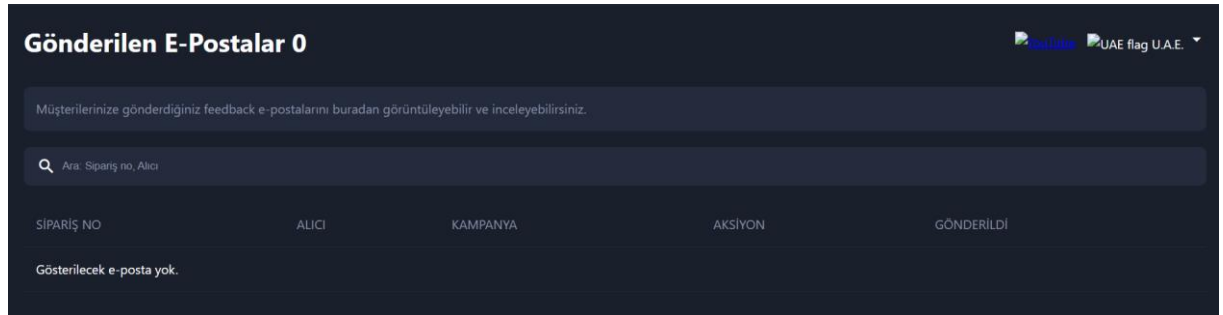 Gönderilen E-Postalar 0
UAE flag U.A.E.
Müşterilerinize gönderdiğiniz feedback e-postalarını buradan görüntüleyebilir ve inceleyebilirsiniz.
Ara: Sipariş no, Alıcı
SİPARİŞ NO ALICI KAMPANYA AKSİYON GÖNDERİLDİ
Gösterilecek e-posta yok.